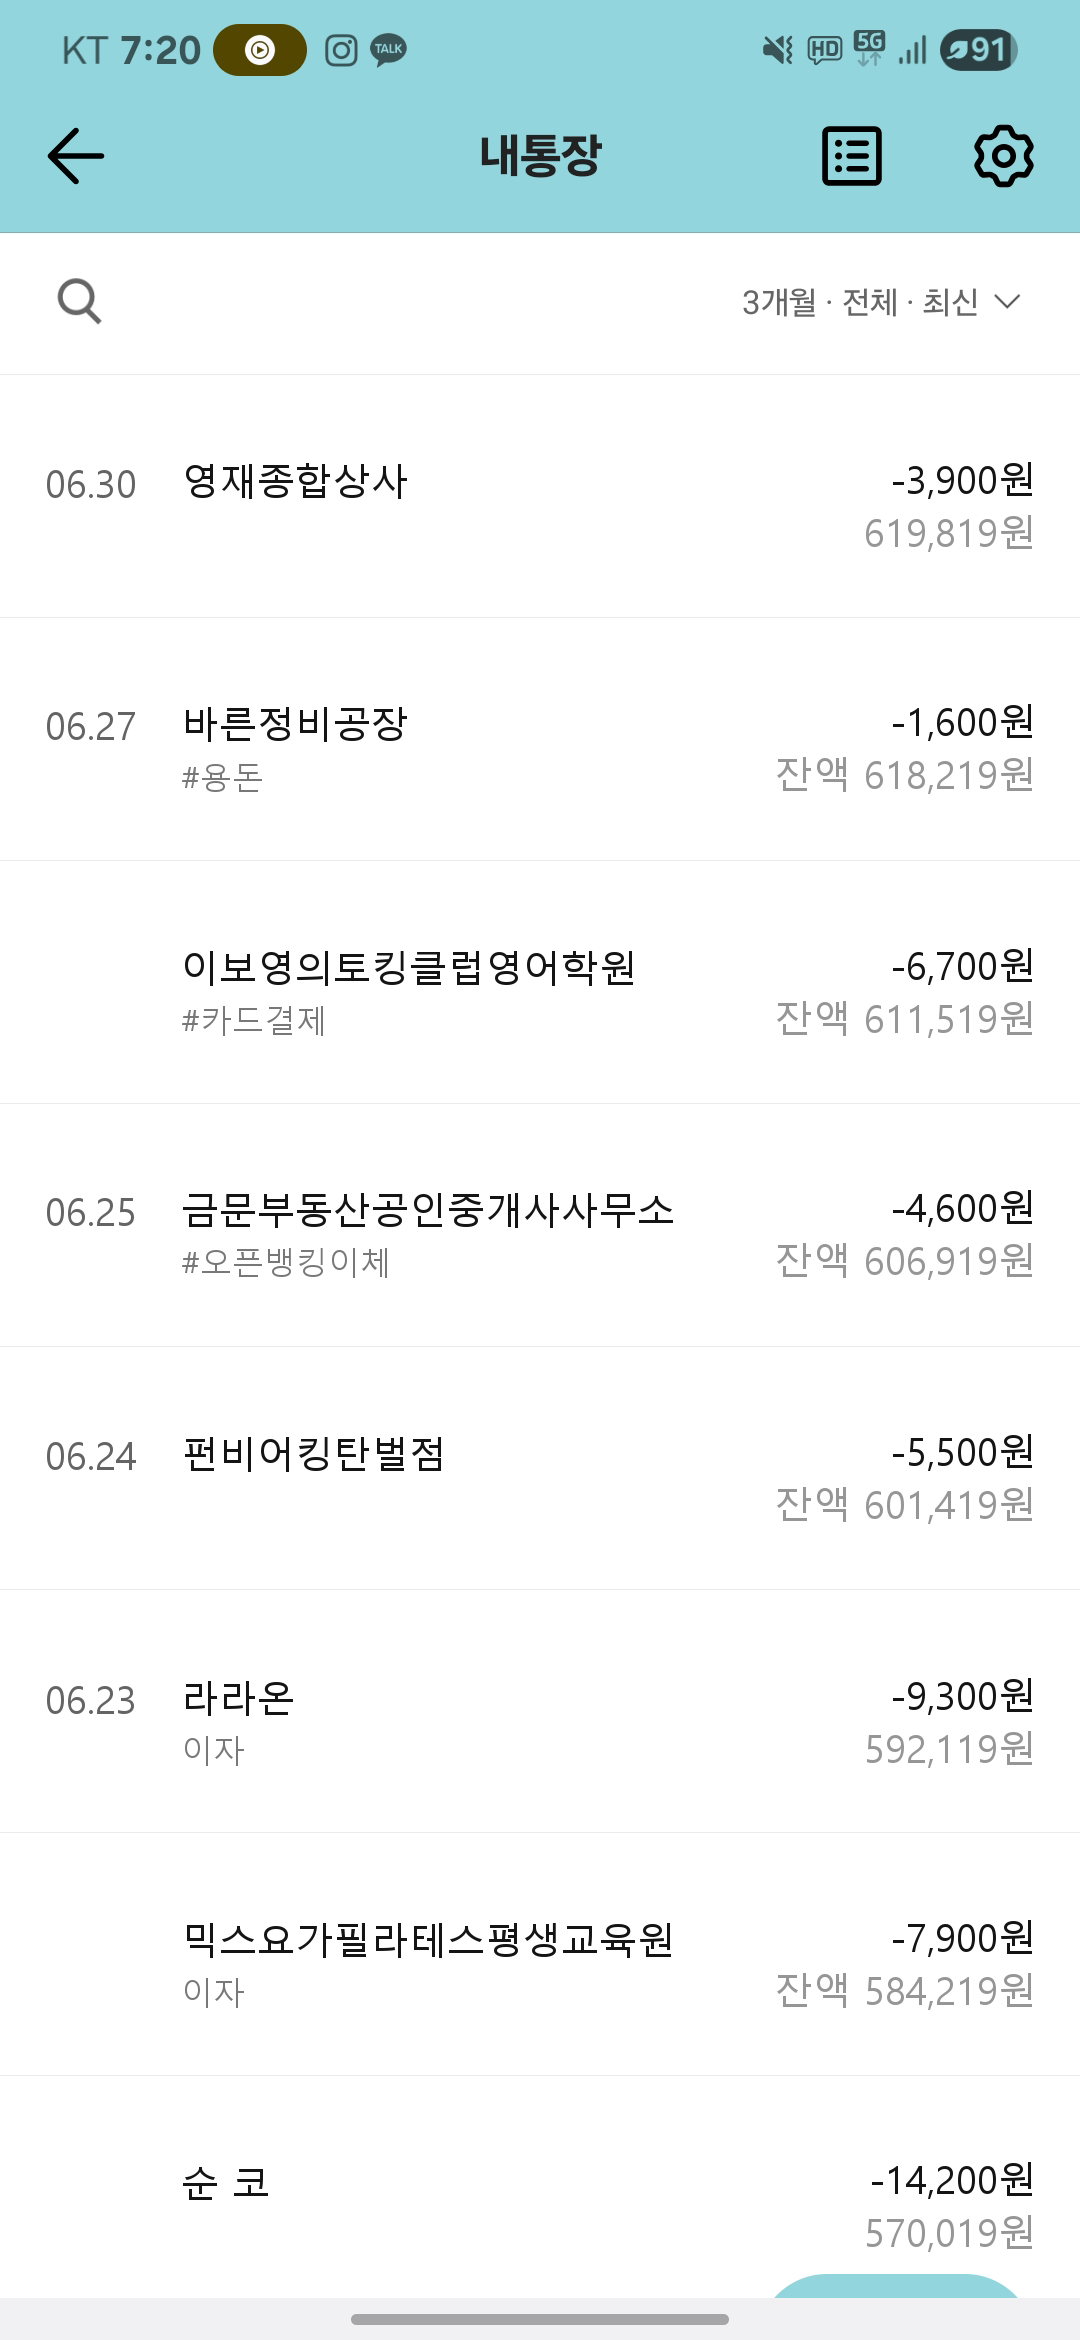 KT 7:20 TALK HD 5G 91
내통장
3개월 · 전체 · 최신
06.30 영재종합상사 -3,900원
619,819원
06.27 바른정비공장 -1,600원
#용돈 잔액 618,219원
이보영의토킹클럽영어학원 -6,700원
#카드결제 잔액 611,519원
06.25 금문부동산공인중개사사무소 -4,600원
#오픈뱅킹이체 잔액 606,919원
06.24 펀비어킹탄벌점 -5,500원
잔액 601,419원
06.23 라라온 -9,300원
이자 592,119원
믹스요가필라테스평생교육원 -7,900원
이자 잔액 584,219원
순 코 -14,200원
570,019원